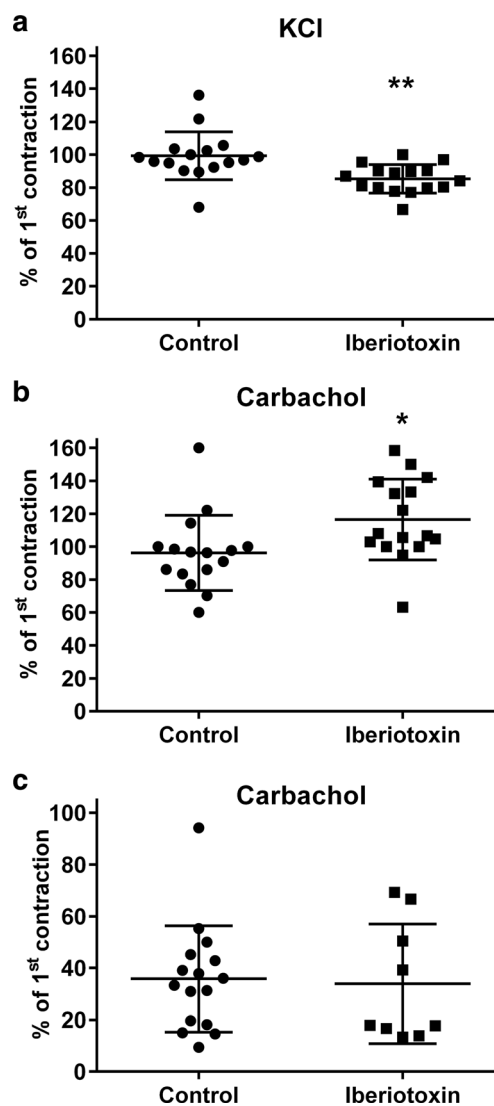 a
KCl
% of 1st contraction
160
140
120
100
80
60
40
20
0
**
Control Iberiotoxin
b
Carbachol
% of 1st contraction
160
140
120
100
80
60
40
20
0
*
Control Iberiotoxin
c
Carbachol
% of 1st contraction
100
80
60
40
20
0
Control Iberiotoxin